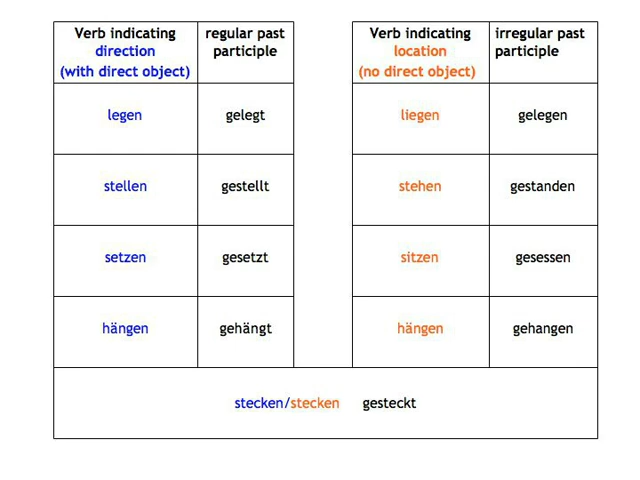 Verb indicating
direction
(with direct object)
regular past
participle
Verb indicating
location
(no direct object)
irregular past
participle
legen
gelegt
liegen
gelegen
stellen
gestellt
stehen
gestanden
setzen
gesetzt
sitzen
gesessen
hängen
gehängt
hängen
gehangen
stecken/stecken gesteckt